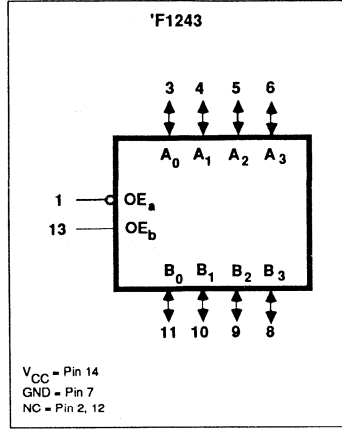 'F1243
3 4 5 6
A0 A1 A2 A3
1 OEa
13 OEb
B0 B1 B2 B3
11 10 9 8
VCC = Pin 14
GND = Pin 7
NC = Pin 2, 12